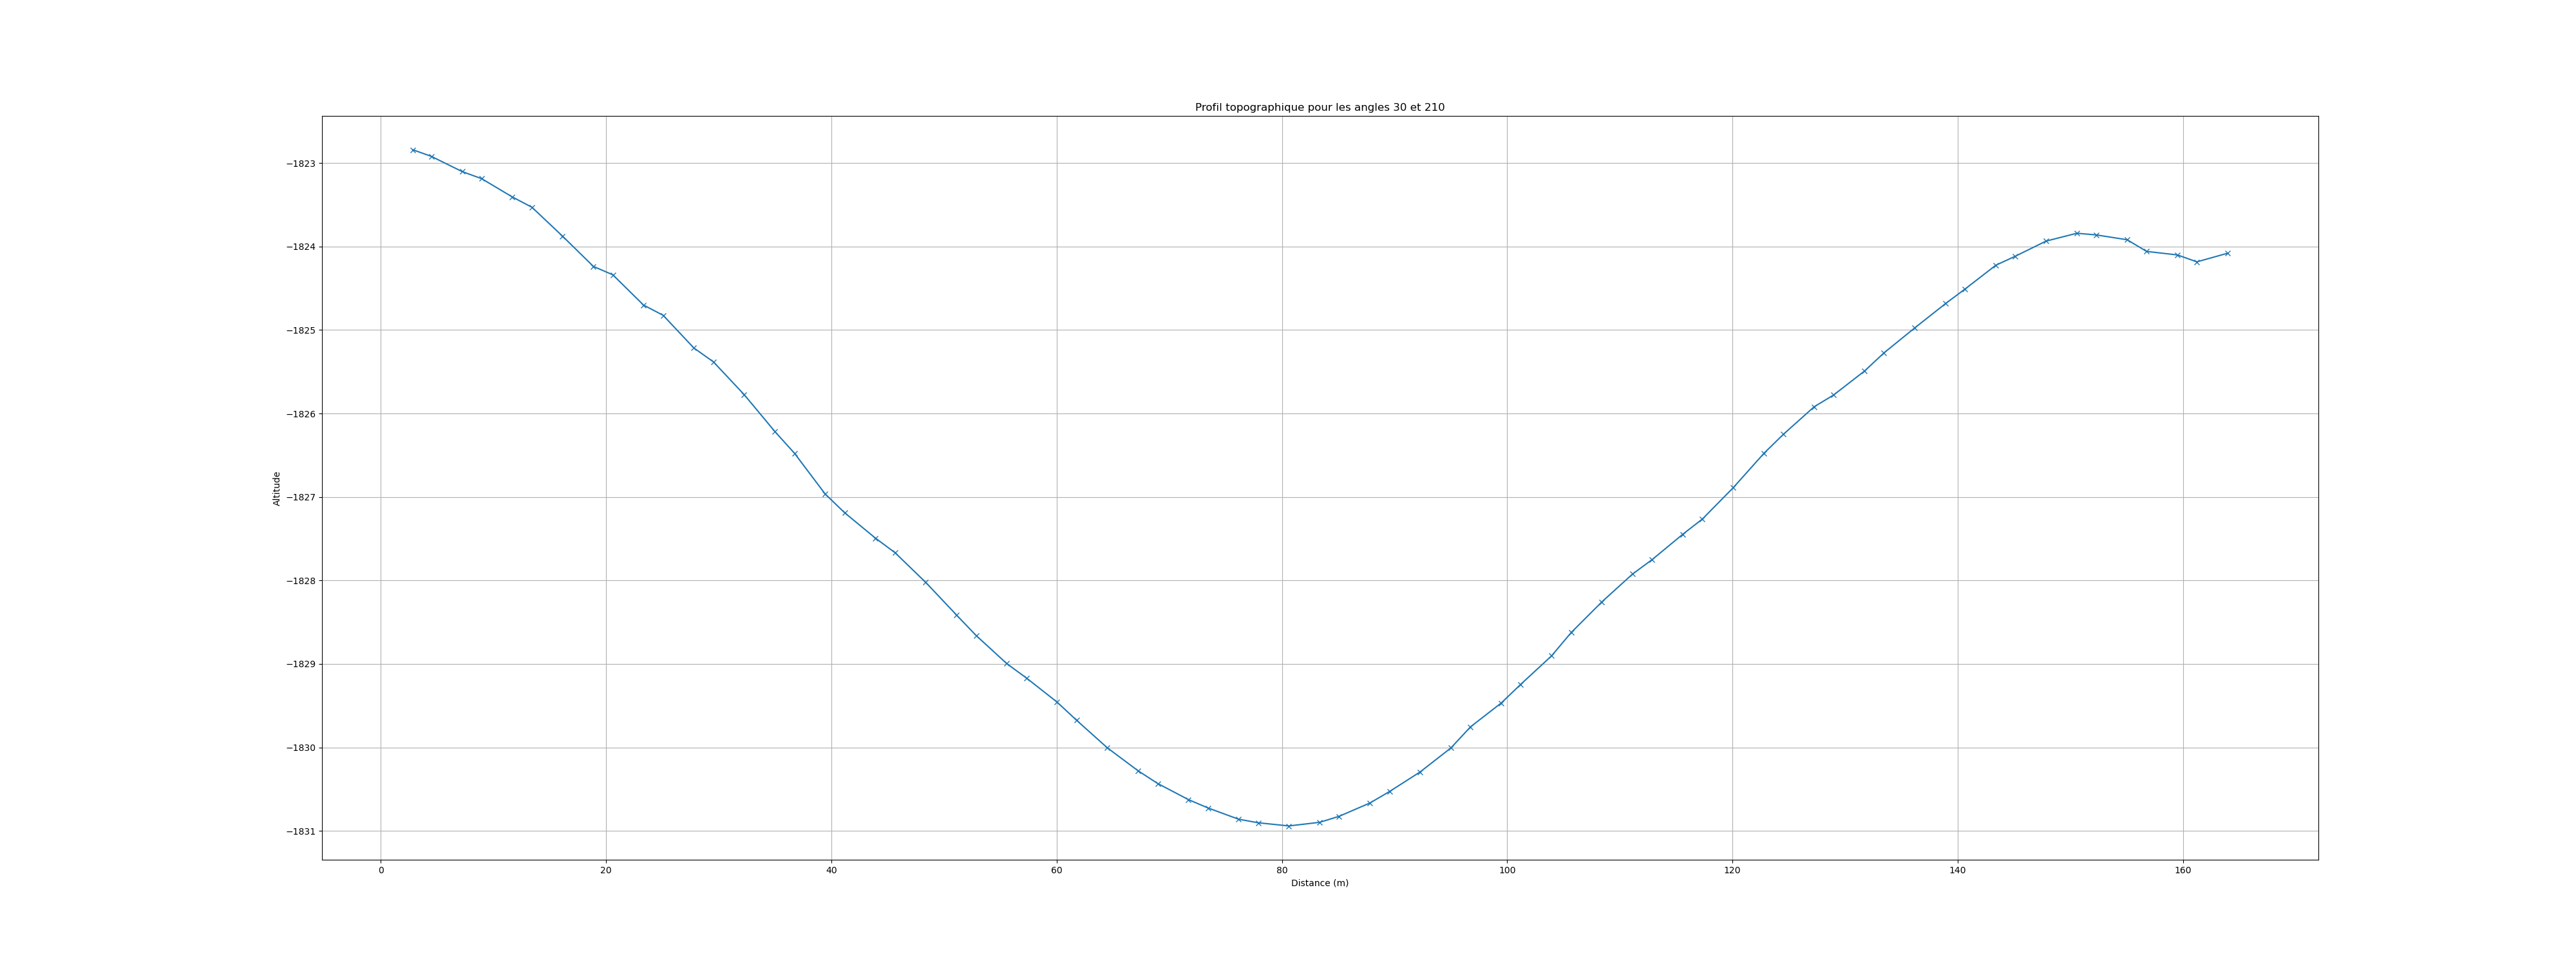 Profil topographique pour les angles 30 et 210
Altitude
−1823
−1824
−1825
−1826
−1827
−1828
−1829
−1830
−1831
0 20 40 60 80 100 120 140 160
Distance (m)